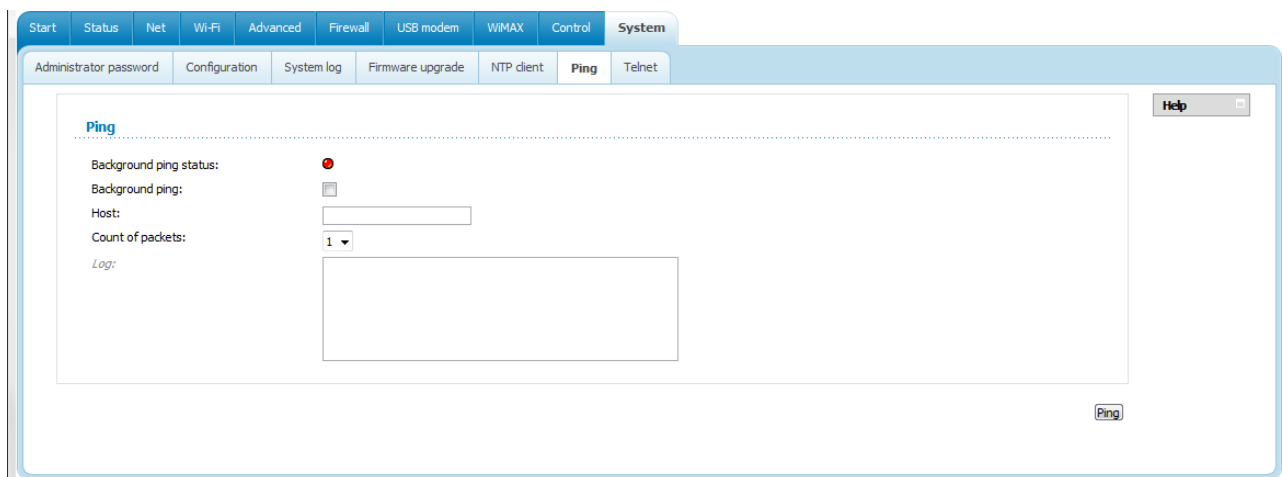 Start Status Net Wi-Fi Advanced Firewall USB modem WiMAX Control System
Administrator password Configuration System log Firmware upgrade NTP client Ping Telnet
Help
Ping
Background ping status:
Background ping:
Host:
Count of packets: 1
Log:
Ping